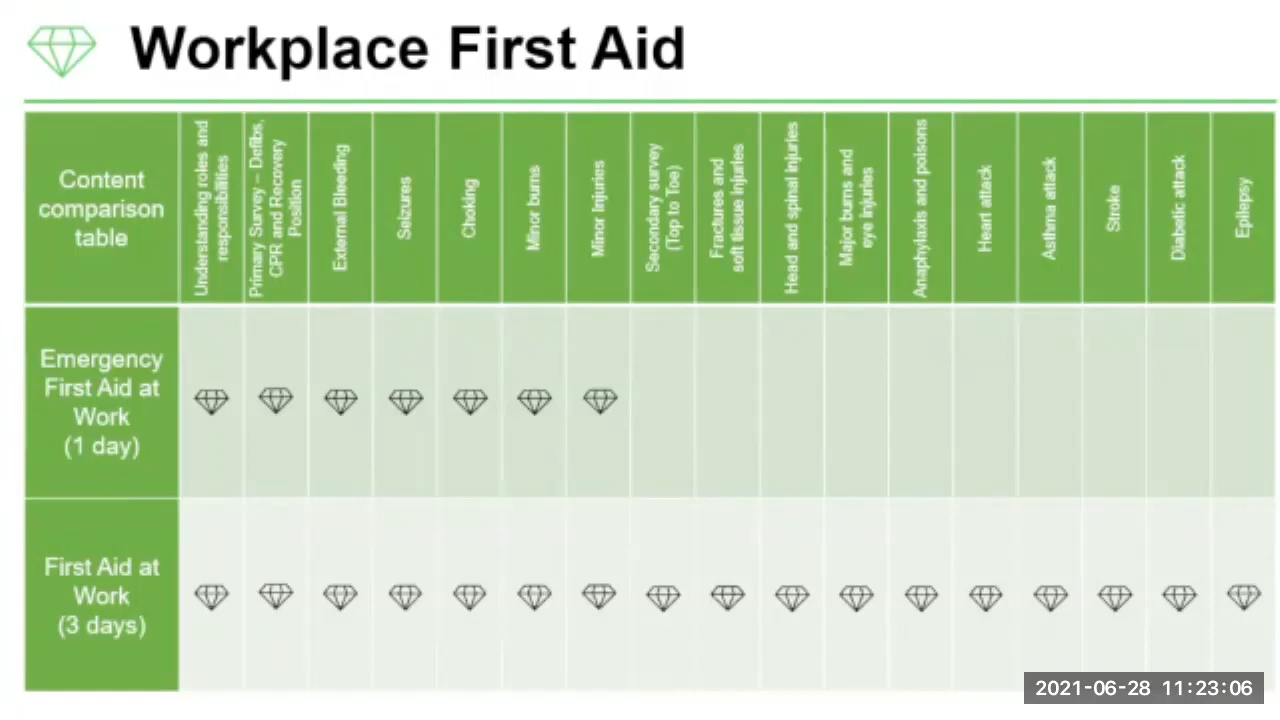 Workplace First Aid
Content
comparison
table
Understanding roles and
responsibilities
Primary Survey – Defibs,
CPR and Recovery
Position
External Bleeding
Seizures
Choking
Minor burns
Minor Injuries
Secondary survey
(Top to Toe)
Fractures and
soft tissue injuries
Head and spinal Injuries
Major burns and
eye injuries
Anaphylaxis and poisons
Heart attack
Asthma attack
Stroke
Diabetic attack
Epilepsy
Emergency
First Aid at
Work
(1 day)
First Aid at
Work
(3 days)
2021-06-28 11:23:06